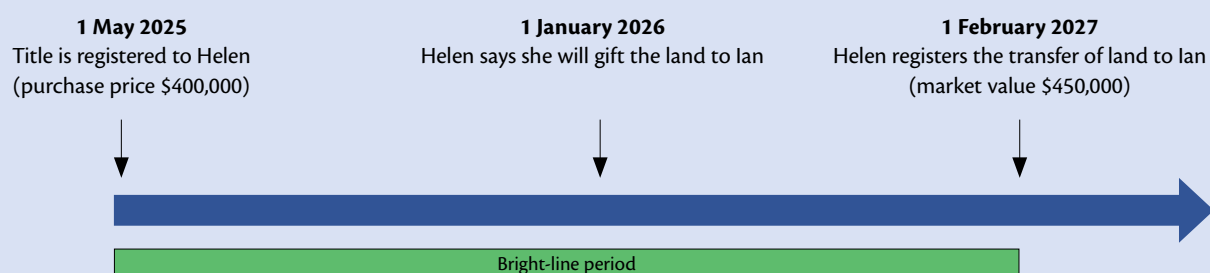 1 May 2025
Title is registered to Helen
(purchase price $400,000)
1 January 2026
Helen says she will gift the land to Ian
1 February 2027
Helen registers the transfer of land to Ian
(market value $450,000)
Bright-line period